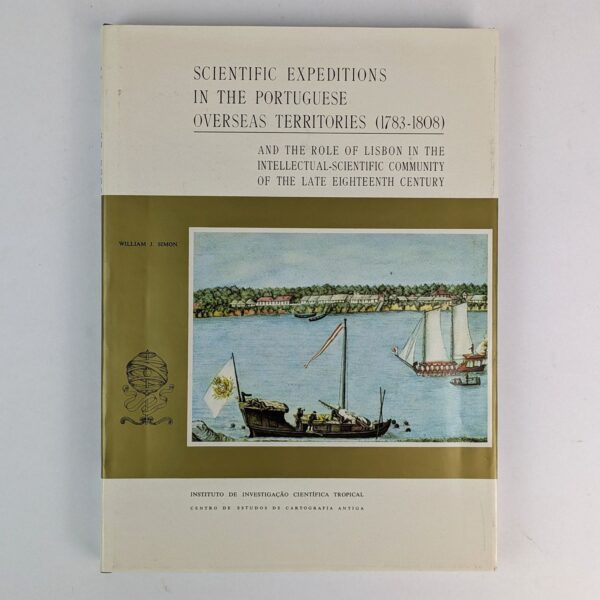 SCIENTIFIC EXPEDITIONS
IN THE PORTUGUESE
OVERSEAS TERRITORIES (1783-1808)
AND THE ROLE OF LISBON IN THE
INTELLECTUAL-SCIENTIFIC COMMUNITY
OF THE LATE EIGHTEENTH CENTURY
WILLIAM J. SIMON
INSTITUTO DE INVESTIGAÇÃO CIENTÍFICA TROPICAL
CENTRO DE ESTUDOS DE CARTOGRAFIA ANTIGA